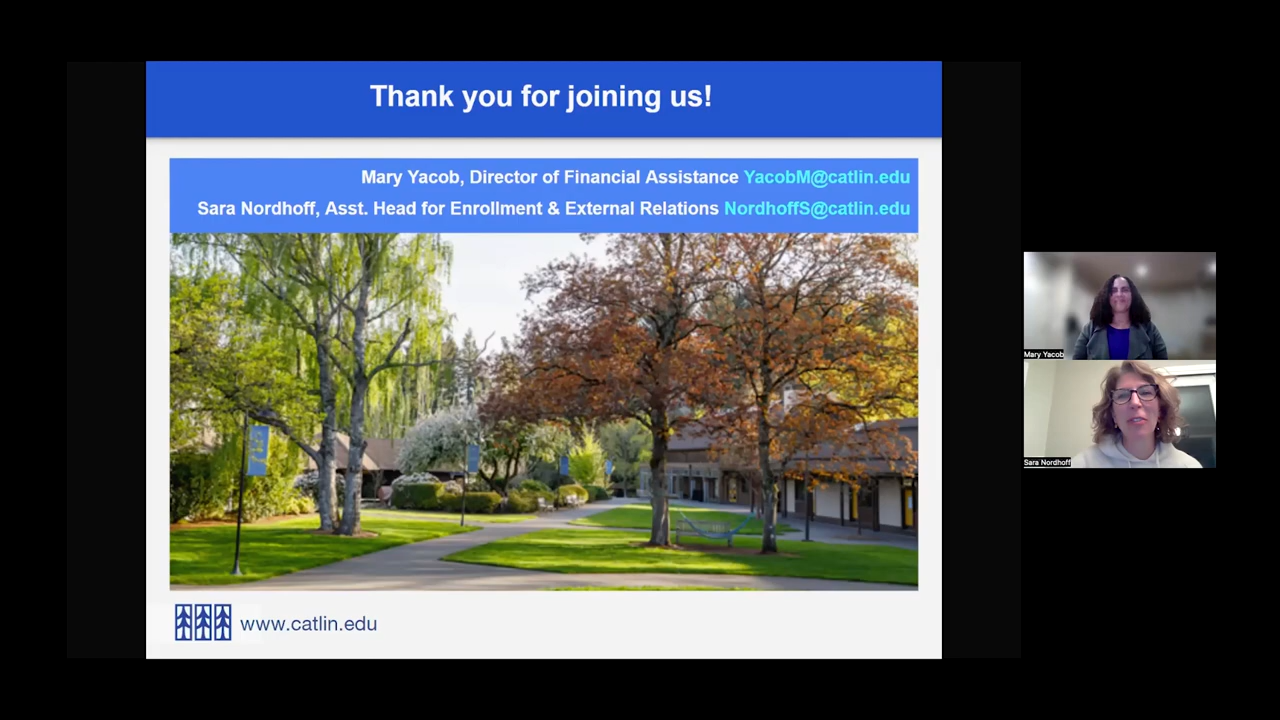 Thank you for joining us!
Mary Yacob, Director of Financial Assistance YacobM@catlin.edu
Sara Nordhoff, Asst. Head for Enrollment & External Relations NordhoffS@catlin.edu
Mary Yacob
Sara Nordhoff
www.catlin.edu